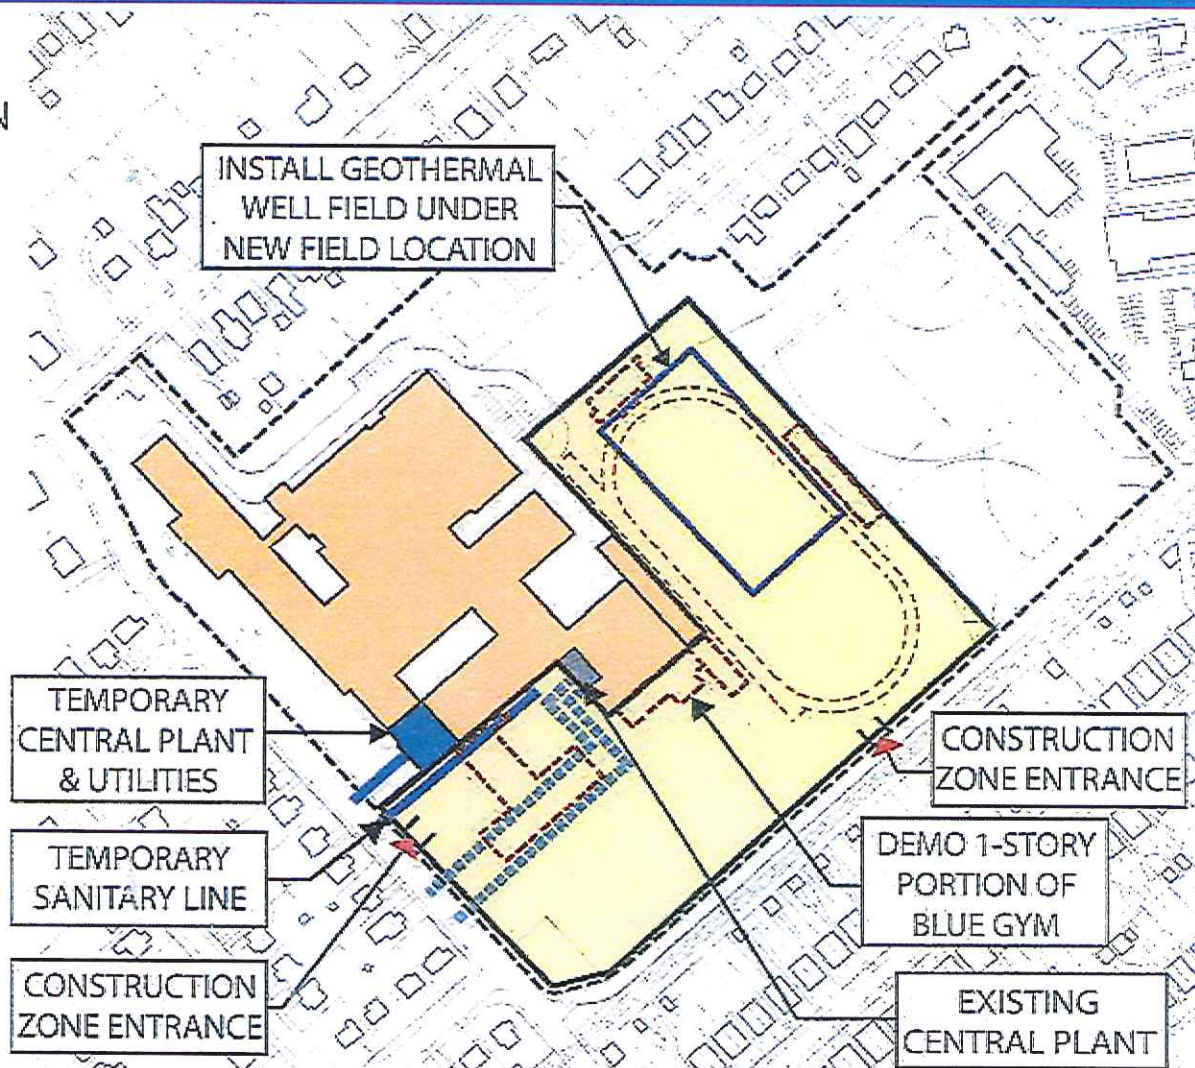 N
INSTALL GEOTHERMAL
WELL FIELD UNDER
NEW FIELD LOCATION
TEMPORARY
CENTRAL PLANT
& UTILITIES
TEMPORARY
SANITARY LINE
CONSTRUCTION
ZONE ENTRANCE
CONSTRUCTION
ZONE ENTRANCE
DEMO 1-STORY
PORTION OF
BLUE GYM
EXISTING
CENTRAL PLANT